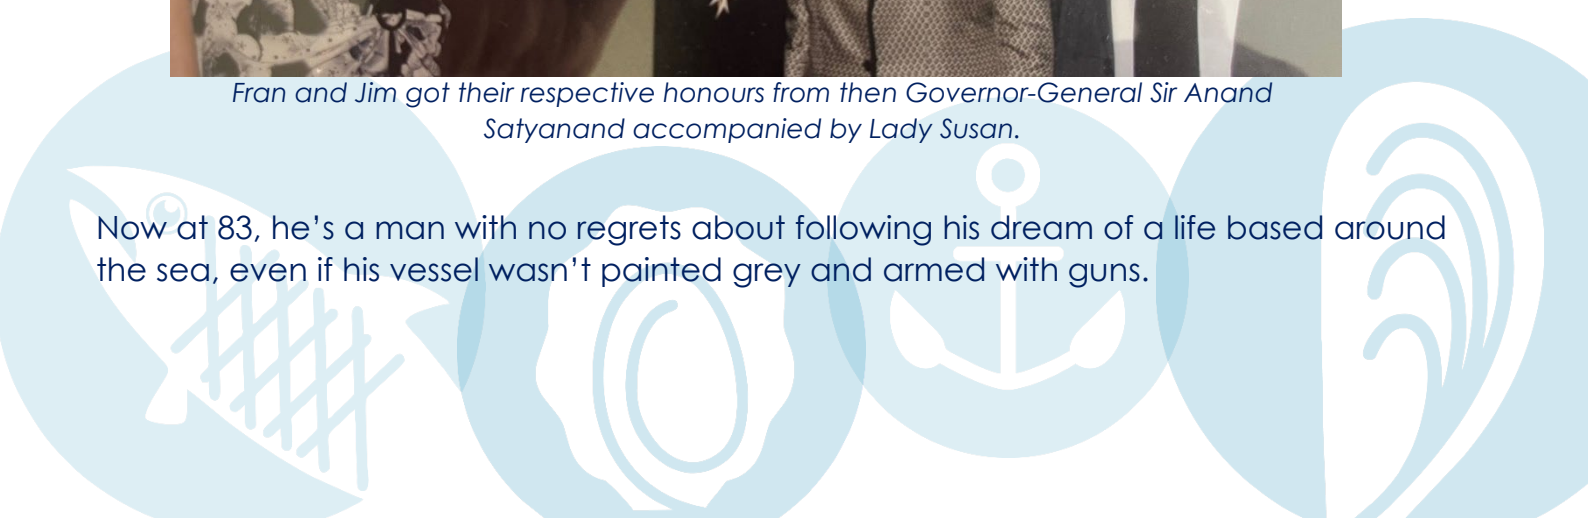 Fran and Jim got their respective honours from then Governor-General Sir Anand
Satyanand accompanied by Lady Susan.
Now at 83, he’s a man with no regrets about following his dream of a life based around
the sea, even if his vessel wasn’t painted grey and armed with guns.